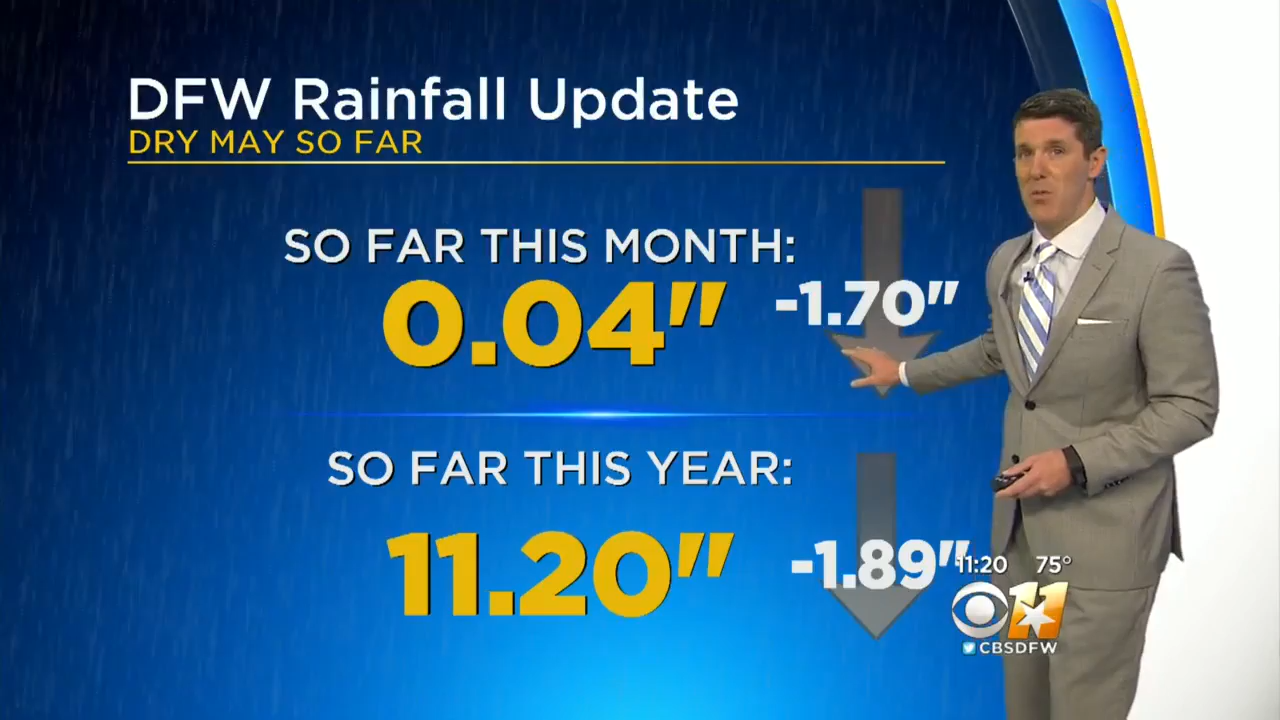 DFW Rainfall Update
DRY MAY SO FAR
SO FAR THIS MONTH:
0.04" -1.70"
SO FAR THIS YEAR:
11.20" -1.89"
11:20 75°
11
CBSDFW